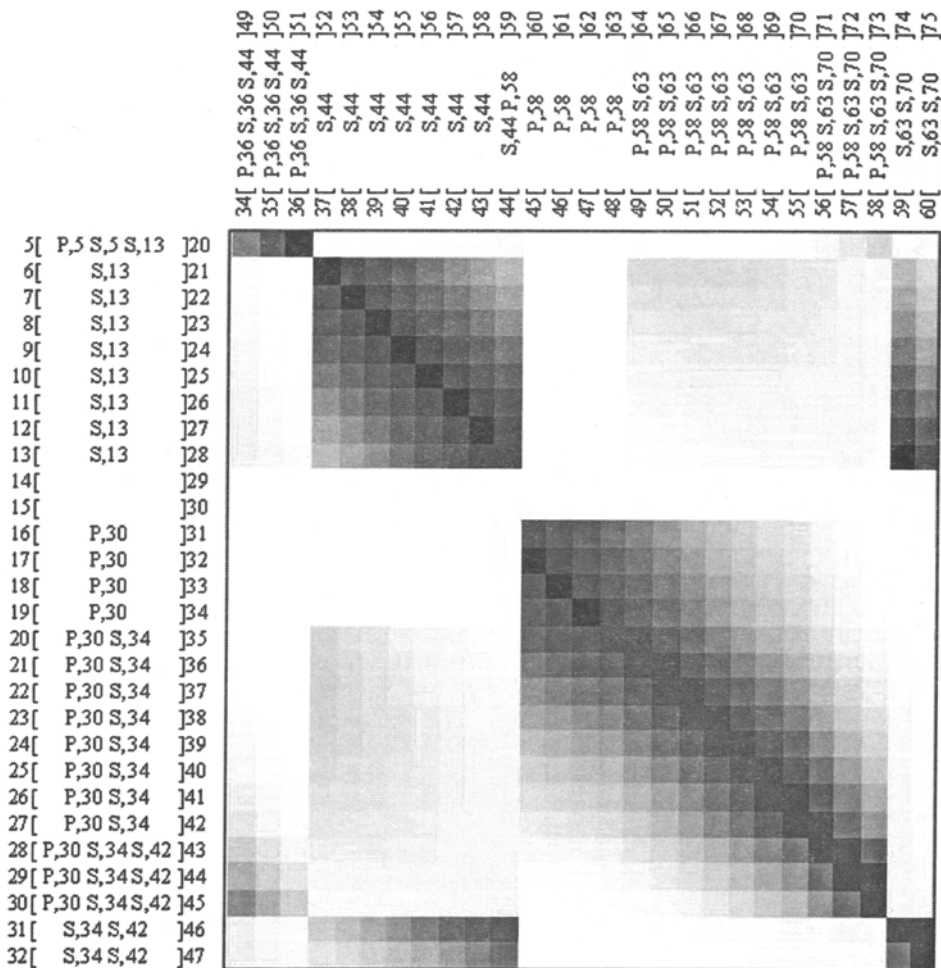 34[ P,36 S,36 S,44 ]49
35[ P,36 S,36 S,44 ]50
36[ P,36 S,36 S,44 ]51
37[ S,44 ]52
38[ S,44 ]53
39[ S,44 ]54
40[ S,44 ]55
41[ S,44 ]56
42[ S,44 ]57
43[ S,44 ]58
44[ S,44 P,58 ]59
45[ P,58 ]60
46[ P,58 ]61
47[ P,58 ]62
48[ P,58 ]63
49[ P,58 S,63 ]64
50[ P,58 S,63 ]65
51[ P,58 S,63 ]66
52[ P,58 S,63 ]67
53[ P,58 S,63 ]68
54[ P,58 S,63 ]69
55[ P,58 S,63 ]70
56[ P,58 S,63 S,70 ]71
57[ P,58 S,63 S,70 ]72
58[ P,58 S,63 S,70 ]73
59[ S,63 S,70 ]74
60[ S,63 S,70 ]75
5[ P,5 S,5 S,13 ]20
6[ S,13 ]21
7[ S,13 ]22
8[ S,13 ]23
9[ S,13 ]24
10[ S,13 ]25
11[ S,13 ]26
12[ S,13 ]27
13[ S,13 ]28
14[ ]29
15[ ]30
16[ P,30 ]31
17[ P,30 ]32
18[ P,30 ]33
19[ P,30 ]34
20[ P,30 S,34 ]35
21[ P,30 S,34 ]36
22[ P,30 S,34 ]37
23[ P,30 S,34 ]38
24[ P,30 S,34 ]39
25[ P,30 S,34 ]40
26[ P,30 S,34 ]41
27[ P,30 S,34 ]42
28[ P,30 S,34 S,42 ]43
29[ P,30 S,34 S,42 ]44
30[ P,30 S,34 S,42 ]45
31[ S,34 S,42 ]46
32[ S,34 S,42 ]47